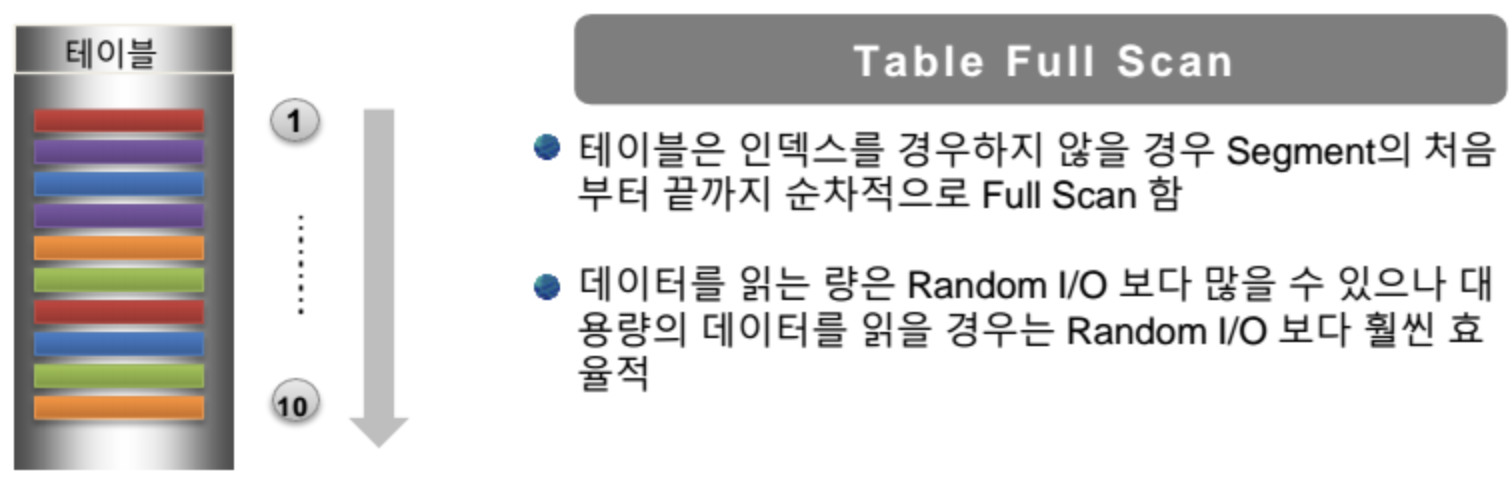 테이블
1
10
Table Full Scan
테이블은 인덱스를 경우하지 않을 경우 Segment의 처음
부터 끝까지 순차적으로 Full Scan 함
데이터를 읽는 량은 Random I/O 보다 많을 수 있으나 대
용량의 데이터를 읽을 경우는 Random I/O 보다 훨씬 효
율적